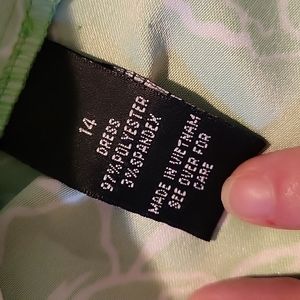 14
DRESS
97% POLYESTER
3% SPANDEX
MADE IN VIETNAM
SEE OVER FOR
CARE